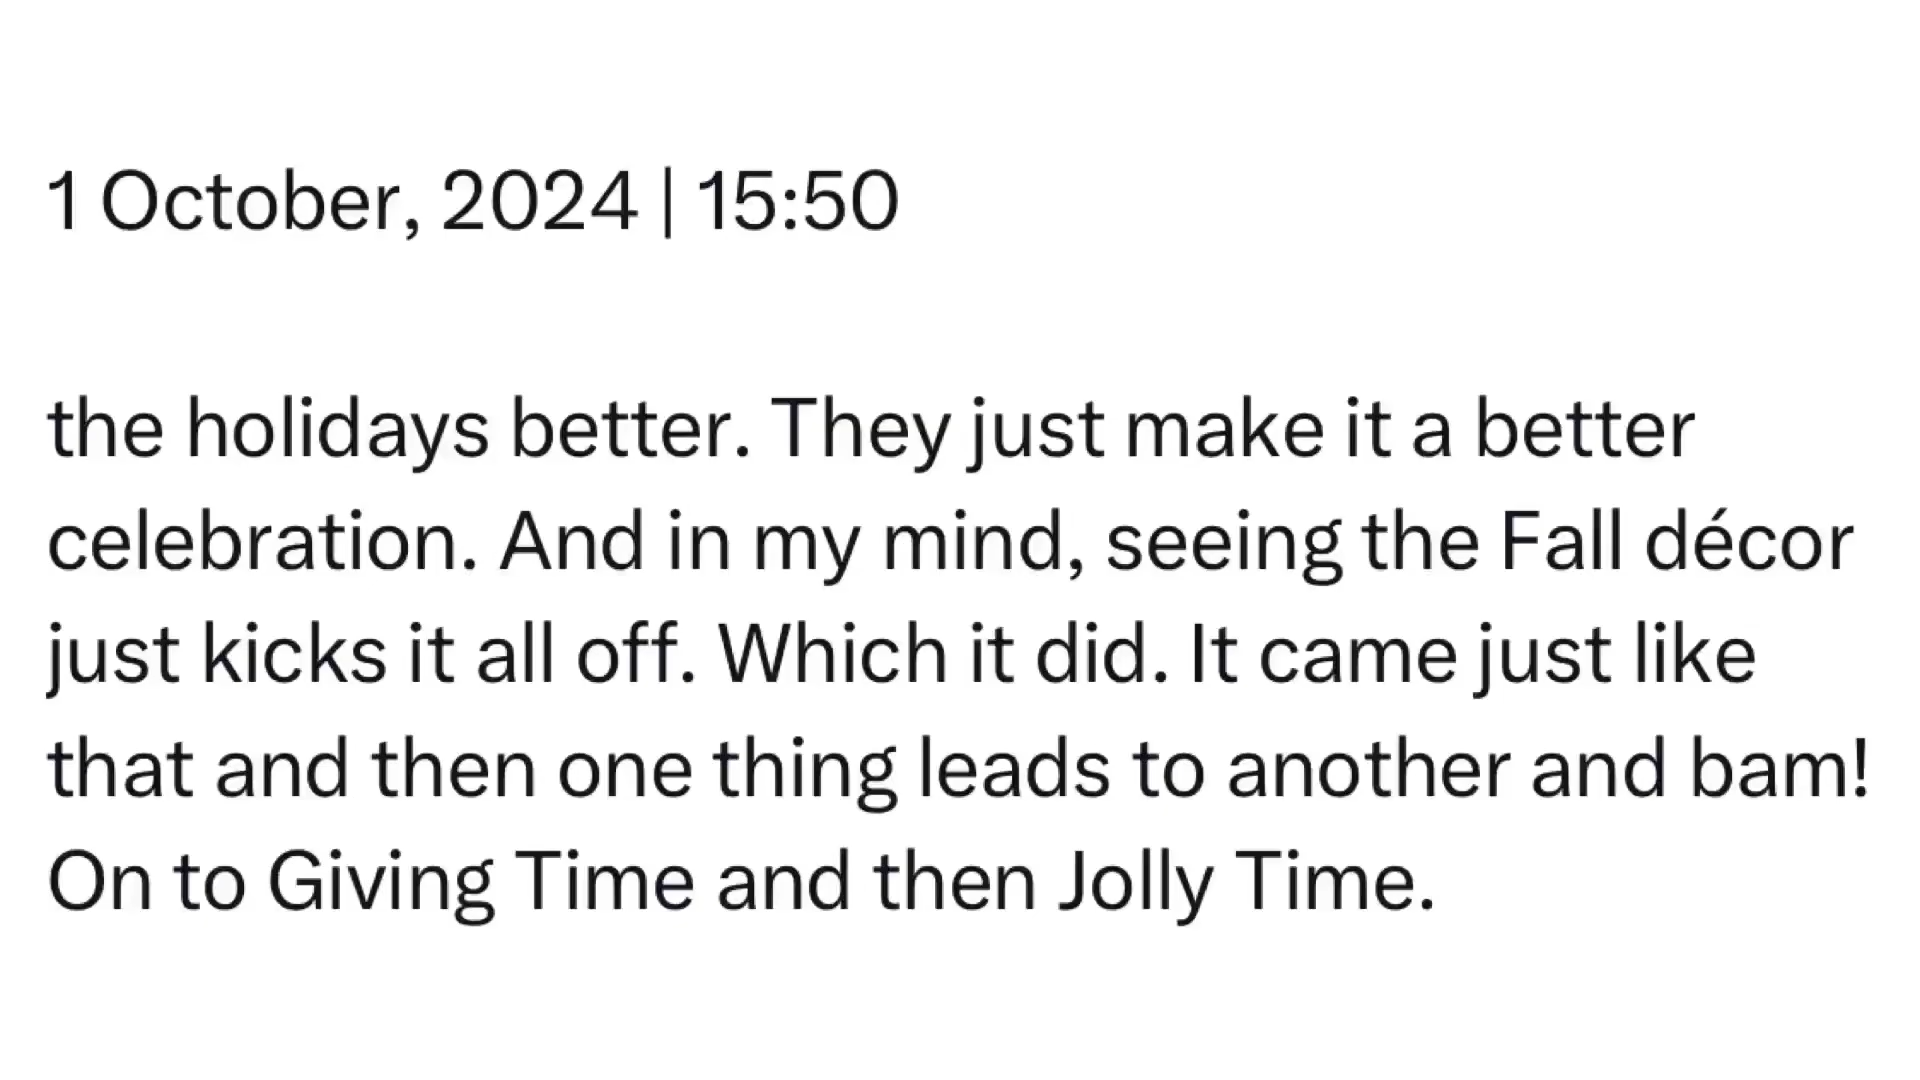 1 October, 2024 | 15:50
the holidays better. They just make it a better
celebration. And in my mind, seeing the Fall décor
just kicks it all off. Which it did. It came just like
that and then one thing leads to another and bam!
On to Giving Time and then Jolly Time.